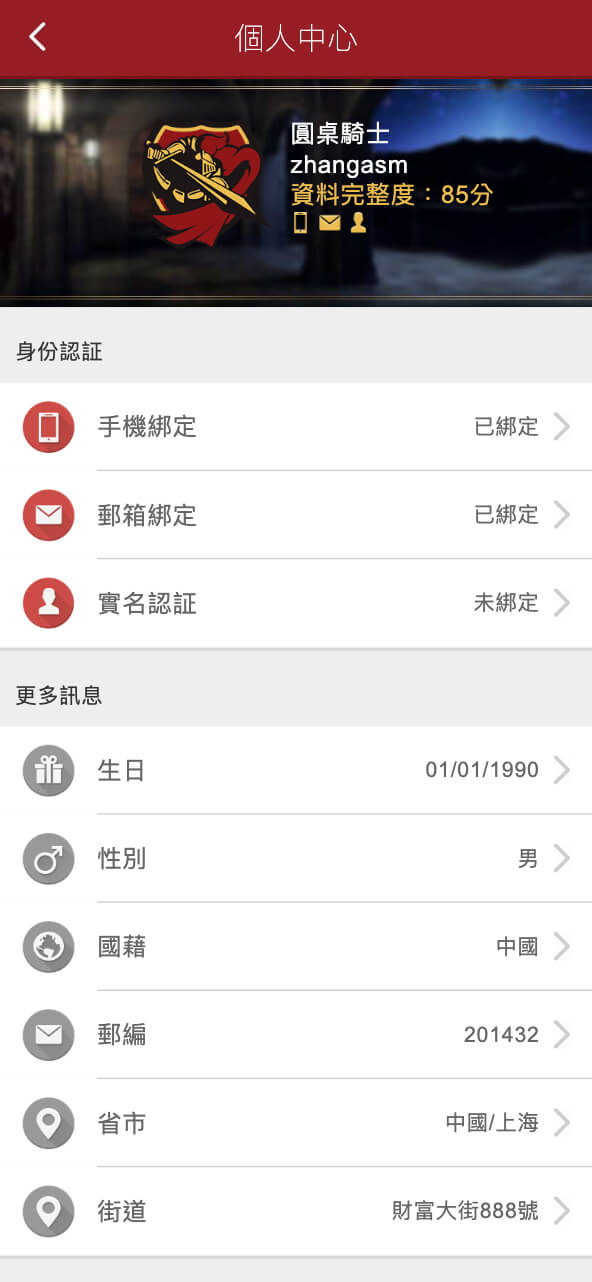 個人中心
圓桌騎士
zhangasm
資料完整度：85分
身份認証
手機綁定 已綁定
郵箱綁定 已綁定
實名認証 未綁定
更多訊息
生日 01/01/1990
性別 男
國藉 中國
郵編 201432
省市 中國/上海
街道 財富大街888號